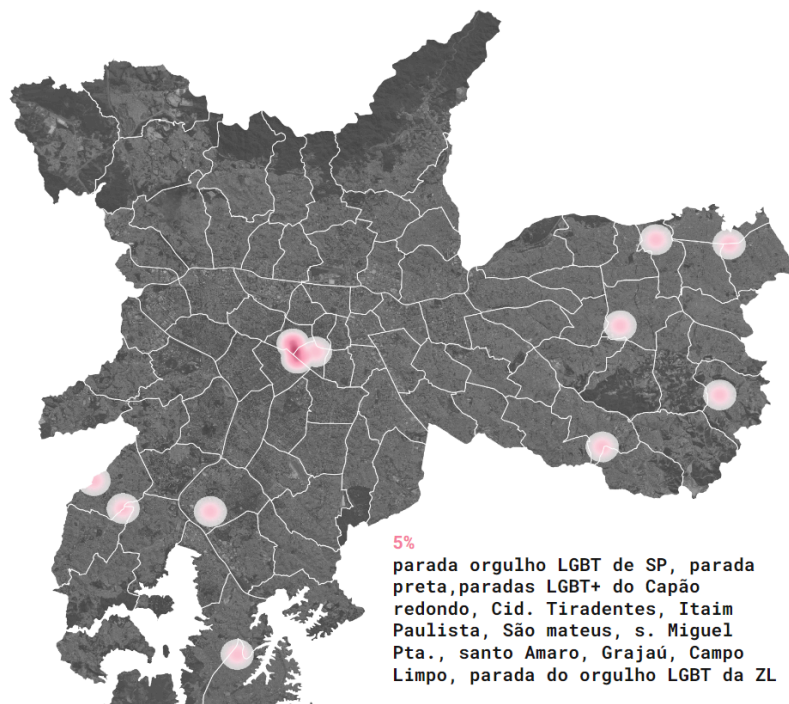 5%
parada orgulho LGBT de SP, parada
preta,paradas LGBT+ do Capão
redondo, Cid. Tiradentes, Itaim
Paulista, São mateus, s. Miguel
Pta., santo Amaro, Grajaú, Campo
Limpo, parada do orgulho LGBT da ZL